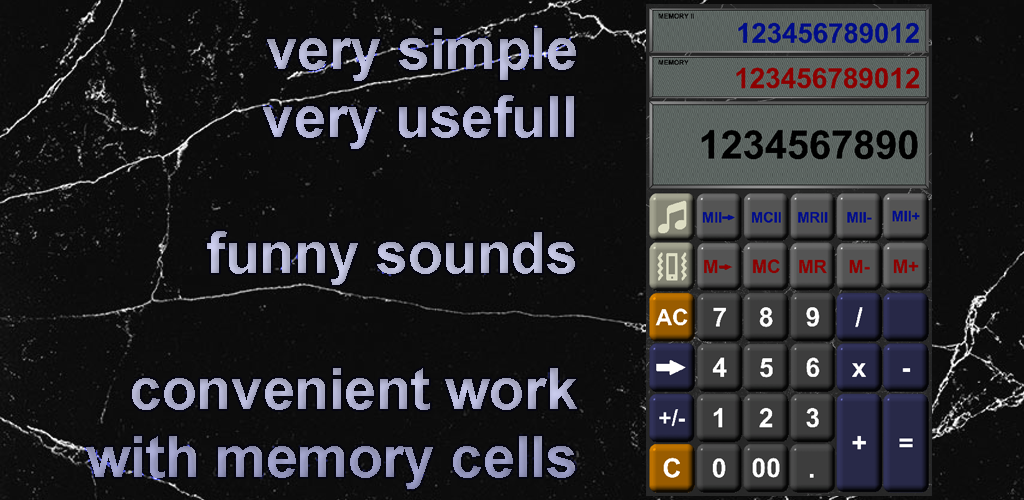 very simple
very usefull
funny sounds
convenient work
with memory cells
MEMORY II
123456789012
MEMORY
123456789012
1234567890
MII→ MCII MRII MII- MII+
M→ MC MR M- M+
AC 7 8 9 /
→ 4 5 6 x -
+/- 1 2 3 + =
C 0 00 .